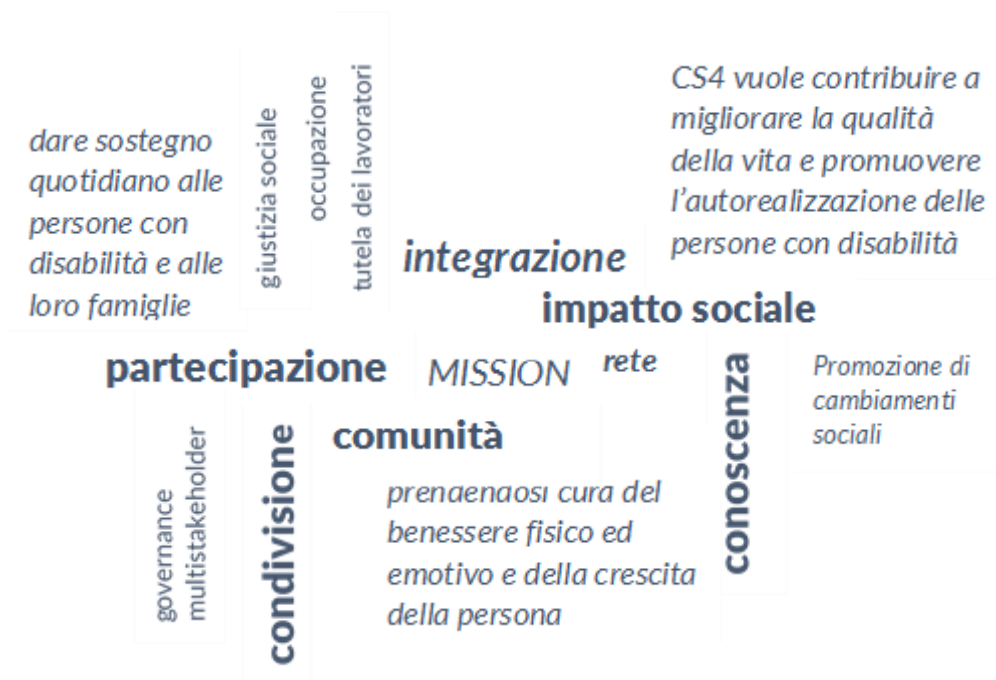 dare sostegno
quotidiano alle
persone con
disabilità e alle
loro famiglie
giustizia sociale
occupazione
tutela dei lavoratori
CS4 vuole contribuire a
migliorare la qualità
della vita e promuovere
l'autorealizzazione delle
persone con disabilità
integrazione
impatto sociale
partecipazione
MISSION
rete
conoscenza
Promozione di
cambiamenti
sociali
comunità
condivisione
governance
multistakeholder
prendendosi cura del
benessere fisico ed
emotivo e della crescita
della persona